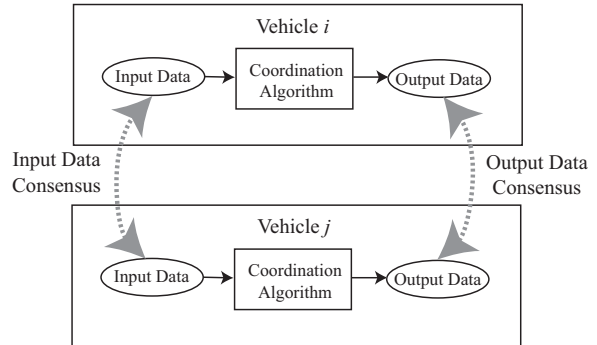 Vehicle i
Input Data
Coordination
Algorithm
Output Data
Input Data
Consensus
Output Data
Consensus
Vehicle j
Input Data
Coordination
Algorithm
Output Data